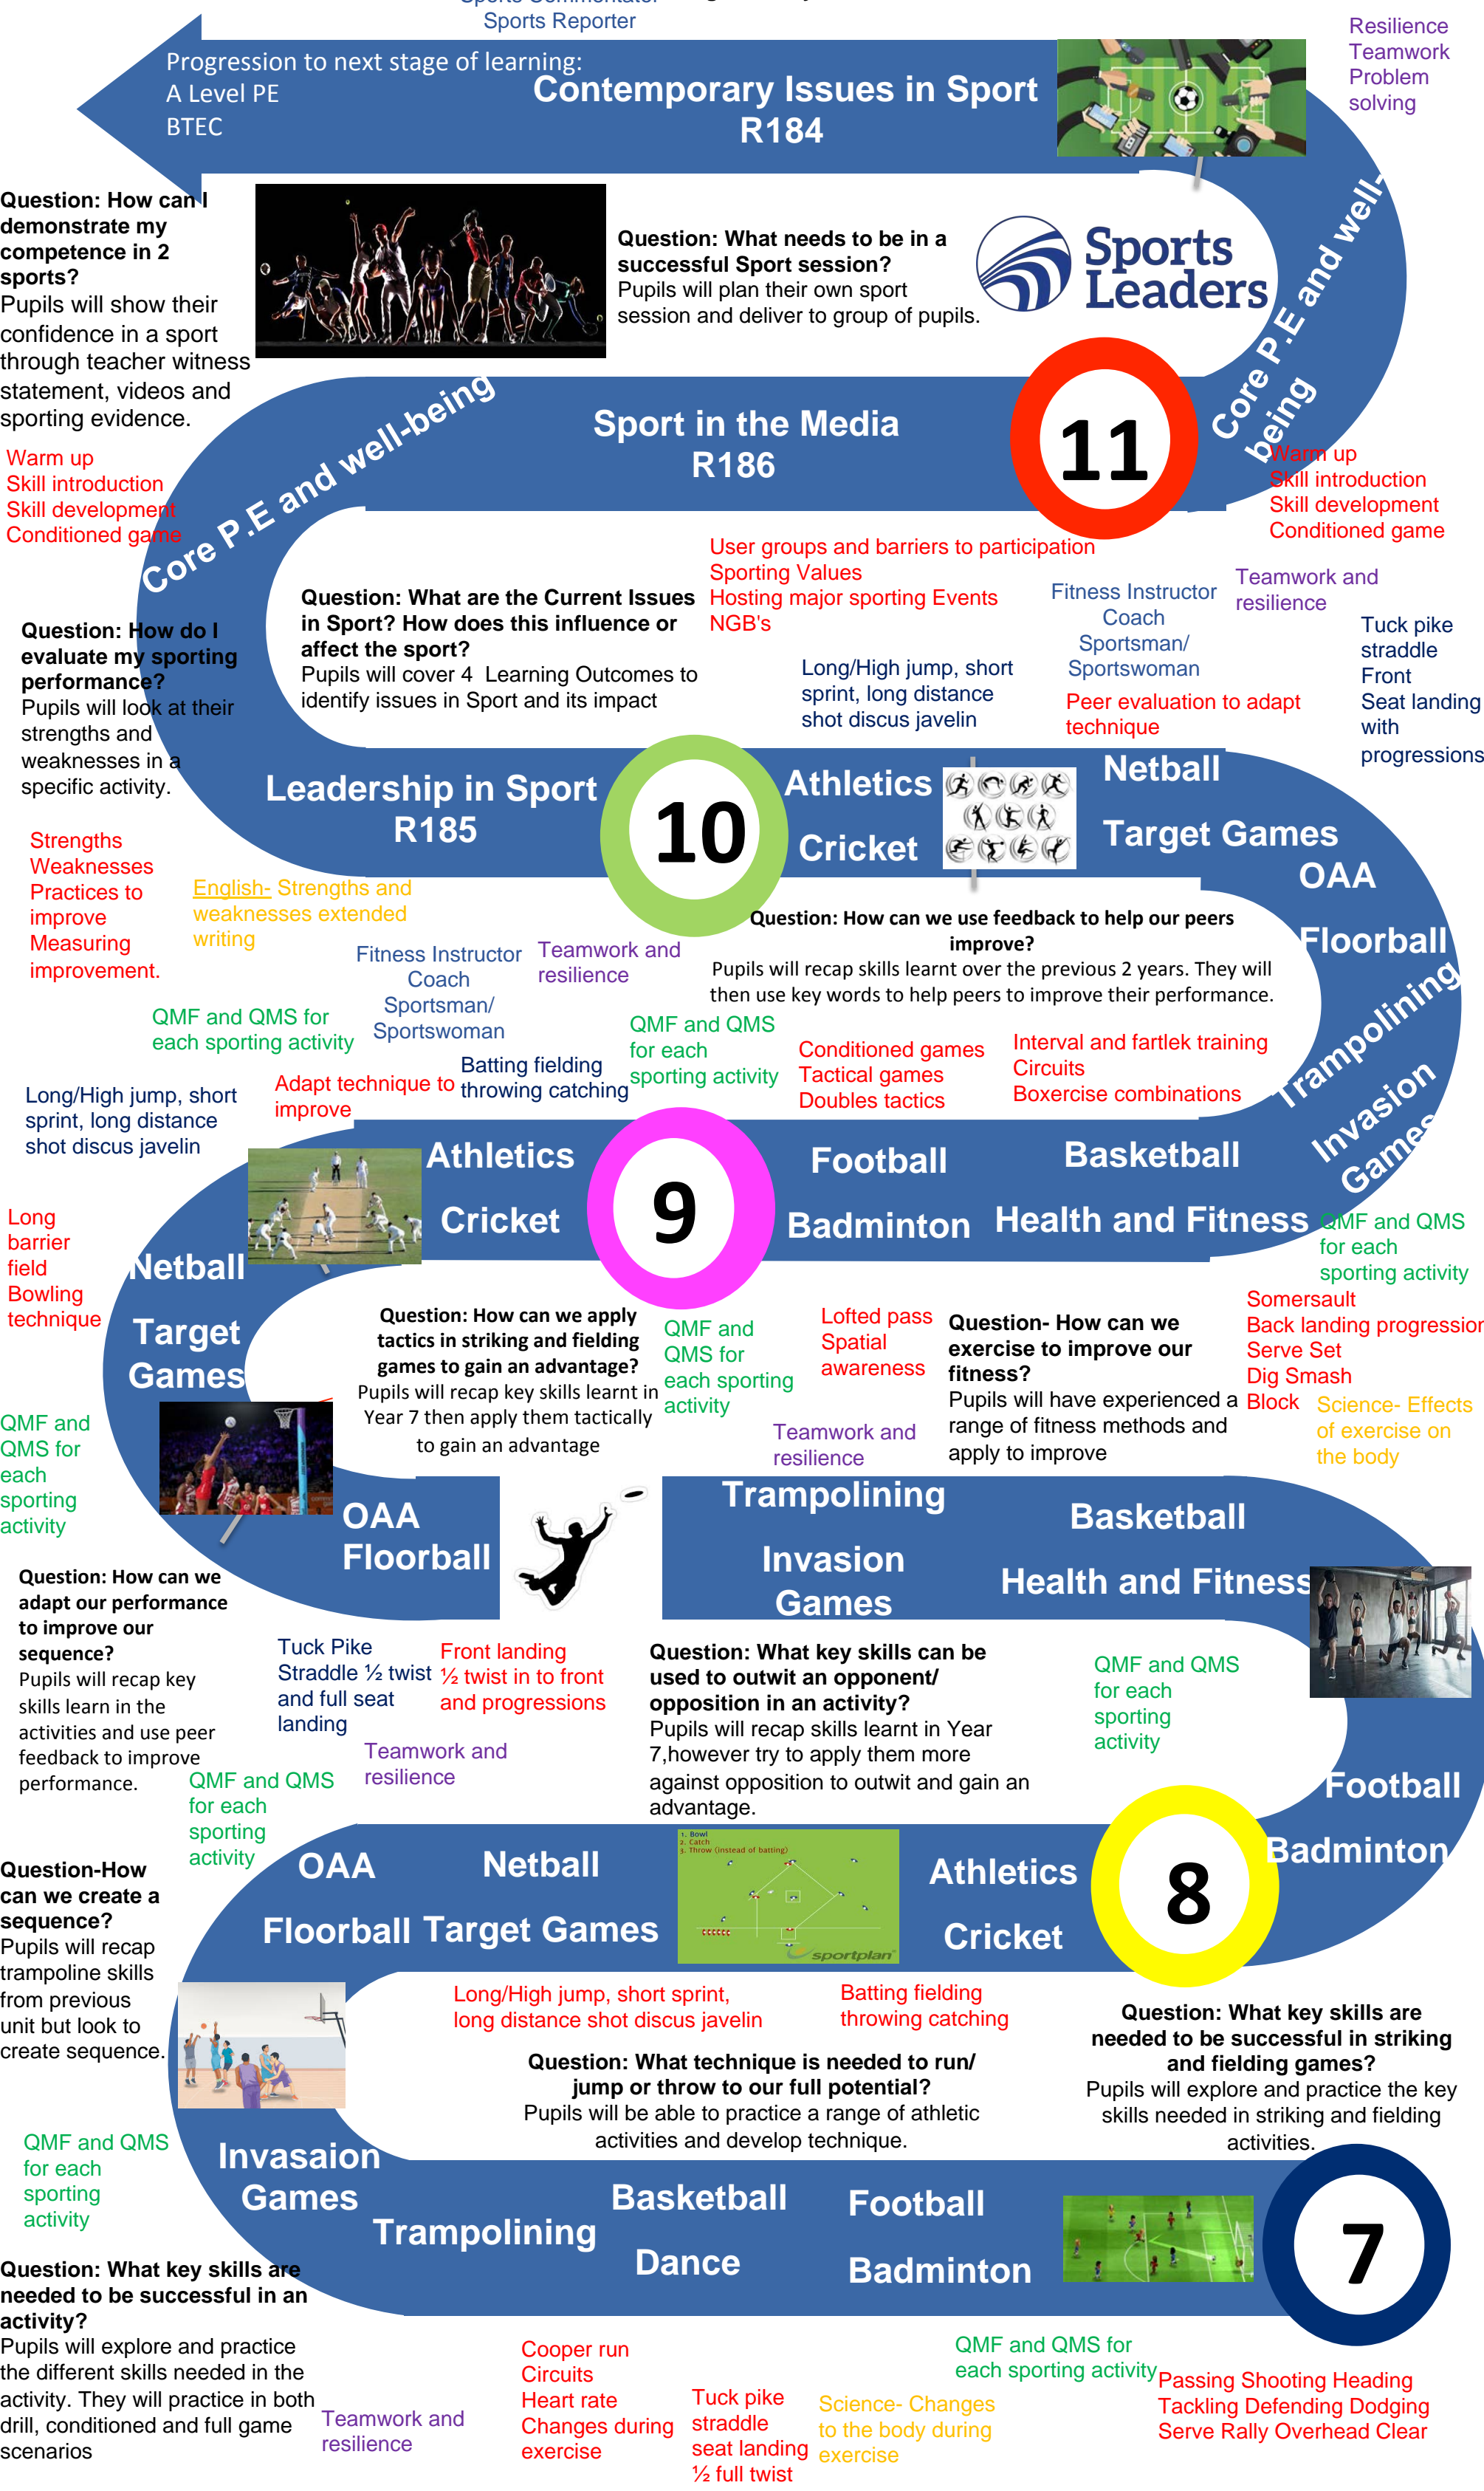 Sports Commentator
Sports Reporter
Resilience
Teamwork
Problem
solving
Progression to next stage of learning:
A Level PE
BTEC
Contemporary Issues in Sport
R184
Core P.E and well-
being
Question: How can I
demonstrate my
competence in 2
sports?
Pupils will show their
confidence in a sport
through teacher witness
statement, videos and
sporting evidence.
Question: What needs to be in a
successful Sport session?
Pupils will plan their own sport
session and deliver to group of pupils.
Sports
Leaders
Core P.E and well-being
Sport in the Media
R186
11
Warm up
Skill introduction
Skill development
Conditioned game
Warm up
Skill introduction
Skill development
Conditioned game
Question: How do I
evaluate my sporting
performance?
Pupils will look at their
strengths and
weaknesses in a
specific activity.
Question: What are the Current Issues
in Sport? How does this influence or
affect the sport?
Pupils will cover 4 Learning Outcomes to
identify issues in Sport and its impact
User groups and barriers to participation
Sporting Values
Hosting major sporting Events
NGB's
Long/High jump, short
sprint, long distance
shot discus javelin
Fitness Instructor
Coach
Sportsman/
Sportswoman
Teamwork and
resilience
Peer evaluation to adapt
technique
Tuck pike
straddle
Front
Seat landing
with
progressions
Leadership in Sport
R185
10
Athletics
Cricket
Netball
Target Games
OAA
Floorball
Trampolining
Invasion
Games
Strengths
Weaknesses
Practices to
improve
Measuring
improvement.
English- Strengths and
weaknesses extended
writing
Fitness Instructor
Coach
Sportsman/
Sportswoman
Teamwork and
resilience
Question: How can we use feedback to help our peers
improve?
Pupils will recap skills learnt over the previous 2 years. They will
then use key words to help peers to improve their performance.
QMF and QMS for
each sporting activity
Long/High jump, short
sprint, long distance
shot discus javelin
Adapt technique to
improve
Batting fielding
throwing catching
QMF and QMS
for each
sporting activity
Conditioned games
Tactical games
Doubles tactics
Interval and fartlek training
Circuits
Boxercise combinations
Athletics
Cricket
9
Football
Badminton
Basketball
Health and Fitness
Long
barrier
field
Bowling
technique
Netball
Target
Games
Question: How can we apply
tactics in striking and fielding
games to gain an advantage?
Pupils will recap key skills learnt in
Year 7 then apply them tactically
to gain an advantage
QMF and
QMS for
each sporting
activity
Lofted pass
Spatial
awareness
Teamwork and
resilience
Question- How can we
exercise to improve our
fitness?
Pupils will have experienced a
range of fitness methods and
apply to improve
QMF and QMS
for each
sporting activity
Somersault
Back landing progression
Serve Set
Dig Smash
Block
Science- Effects
of exercise on
the body
QMF and
QMS for
each
sporting
activity
OAA
Floorball
Trampolining
Invasion
Games
Basketball
Health and Fitness
Football
Badminton
Question: How can we
adapt our performance
to improve our
sequence?
Pupils will recap key
skills learn in the
activities and use peer
feedback to improve
performance.
Tuck Pike
Straddle ½ twist
and full seat
landing
Front landing
½ twist in to front
and progressions
Teamwork and
resilience
QMF and QMS
for each
sporting
activity
Question: What key skills can be
used to outwit an opponent/
opposition in an activity?
Pupils will recap skills learnt in Year
7,however try to apply them more
against opposition to outwit and gain an
advantage.
QMF and QMS
for each
sporting
activity
OAA
Floorball
Netball
Target Games
1. Bowl
2. Catch
3. Throw (instead of batting)
sportplan
Athletics
Cricket
8
Question-How
can we create a
sequence?
Pupils will recap
trampoline skills
from previous
unit but look to
create sequence.
Long/High jump, short sprint,
long distance shot discus javelin
Batting fielding
throwing catching
Question: What technique is needed to run/
jump or throw to our full potential?
Pupils will be able to practice a range of athletic
activities and develop technique.
Question: What key skills are
needed to be successful in striking
and fielding games?
Pupils will explore and practice the key
skills needed in striking and fielding
activities.
QMF and QMS
for each
sporting
activity
Invasaion
Games
Trampolining
Basketball
Dance
Football
Badminton
7
Question: What key skills are
needed to be successful in an
activity?
Pupils will explore and practice
the different skills needed in the
activity. They will practice in both
drill, conditioned and full game
scenarios
Teamwork and
resilience
Cooper run
Circuits
Heart rate
Changes during
exercise
Tuck pike
straddle
seat landing
½ full twist
Science- Changes
to the body during
exercise
QMF and QMS for
each sporting activity
Passing Shooting Heading
Tackling Defending Dodging
Serve Rally Overhead Clear